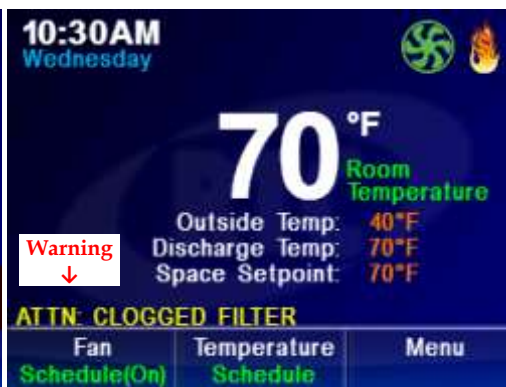 10:30AM
Wednesday
70 °F
Room
Temperature
Outside Temp: 40°F
Discharge Temp: 70°F
Space Setpoint: 70°F
Warning
↓
ATTN: CLOGGED FILTER
Fan Temperature Menu
Schedule(On) Schedule